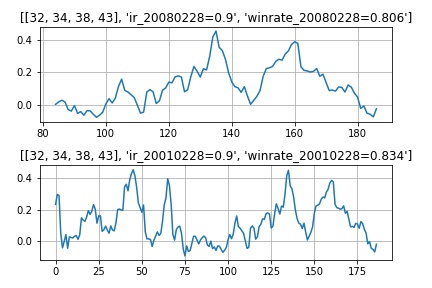 [[32, 34, 38, 43], 'ir_20080228=0.9', 'winrate_20080228=0.806']
0.4
0.2
0.0
80 100 120 140 160 180
[[32, 34, 38, 43], 'ir_20010228=0.9', 'winrate_20010228=0.834']
0.4
0.2
0.0
0 25 50 75 100 125 150 175